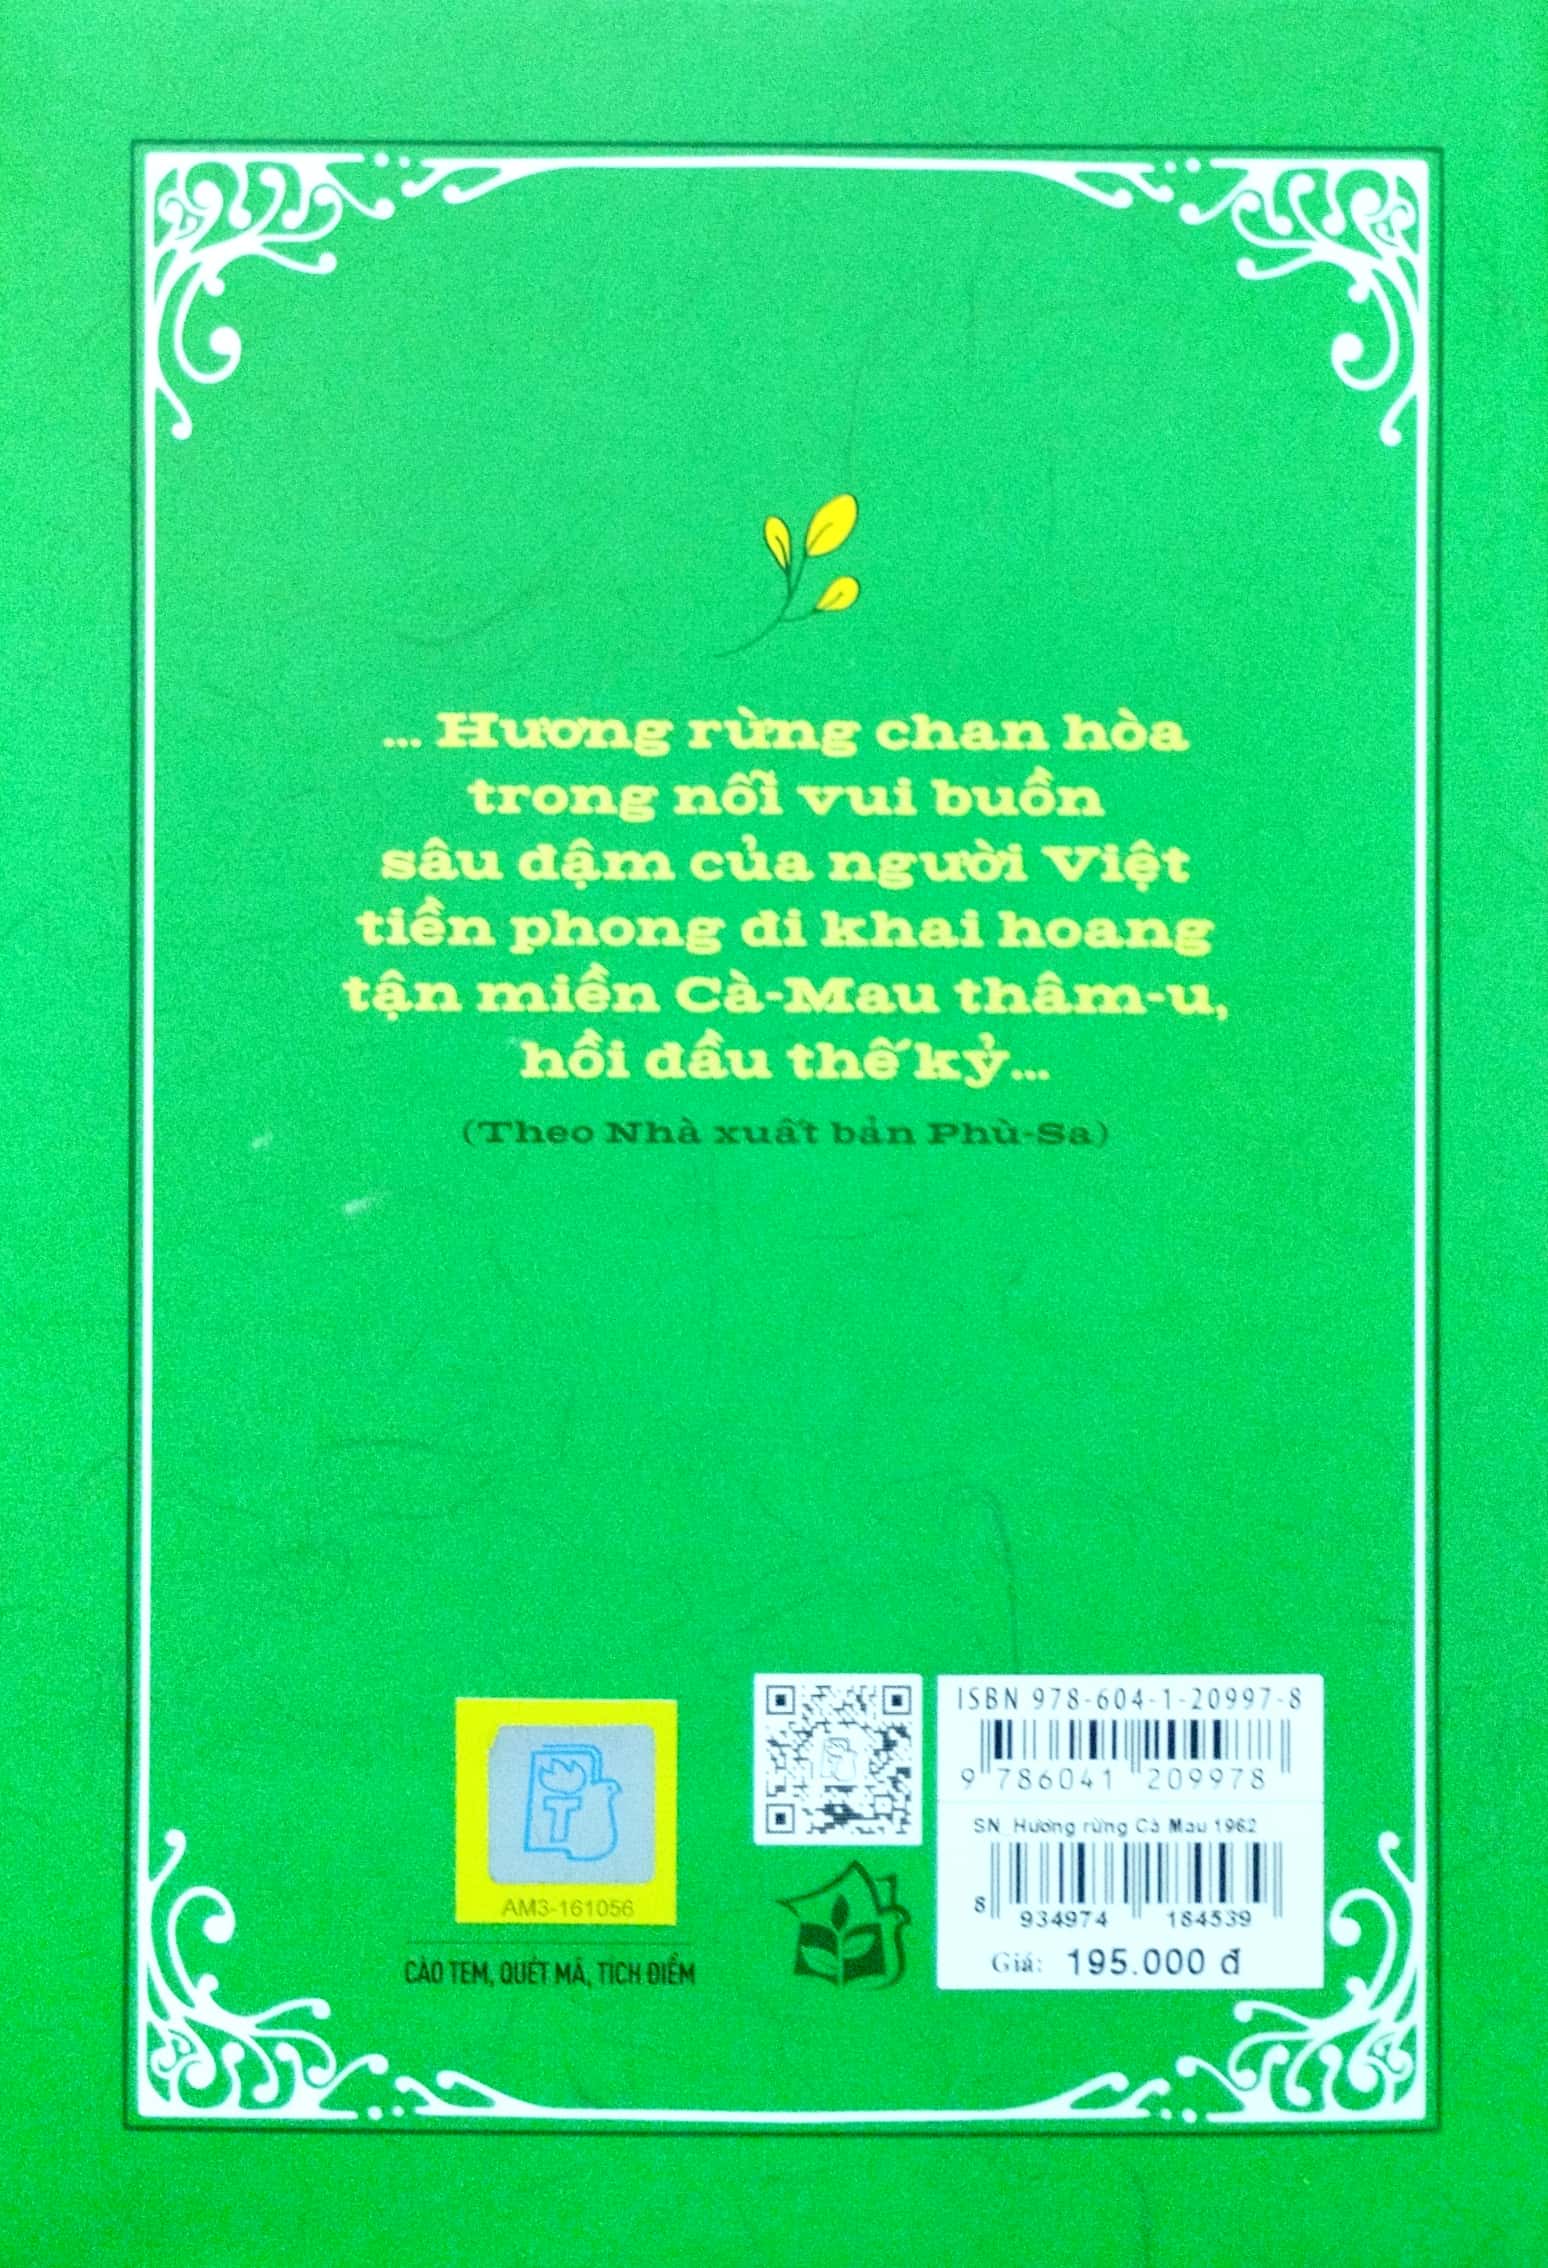 ... Hương rừng chan hòa
trong nỗi vui buồn
sâu đậm của người Việt
tiền phong đi khai hoang
tận miền Cà-Mau thâm-u,
hồi đầu thế kỷ...
(Theo Nhà xuất bản Phù-Sa)
T
AM3-161056
CÀO TEM, QUÉT MÃ, TÍCH ĐIỂM
ISBN 978-604-1-20997-8
9 786041 209978
SN. Hương rừng Cà Mau 1962
8 934974 184539
Giá: 195.000 đ